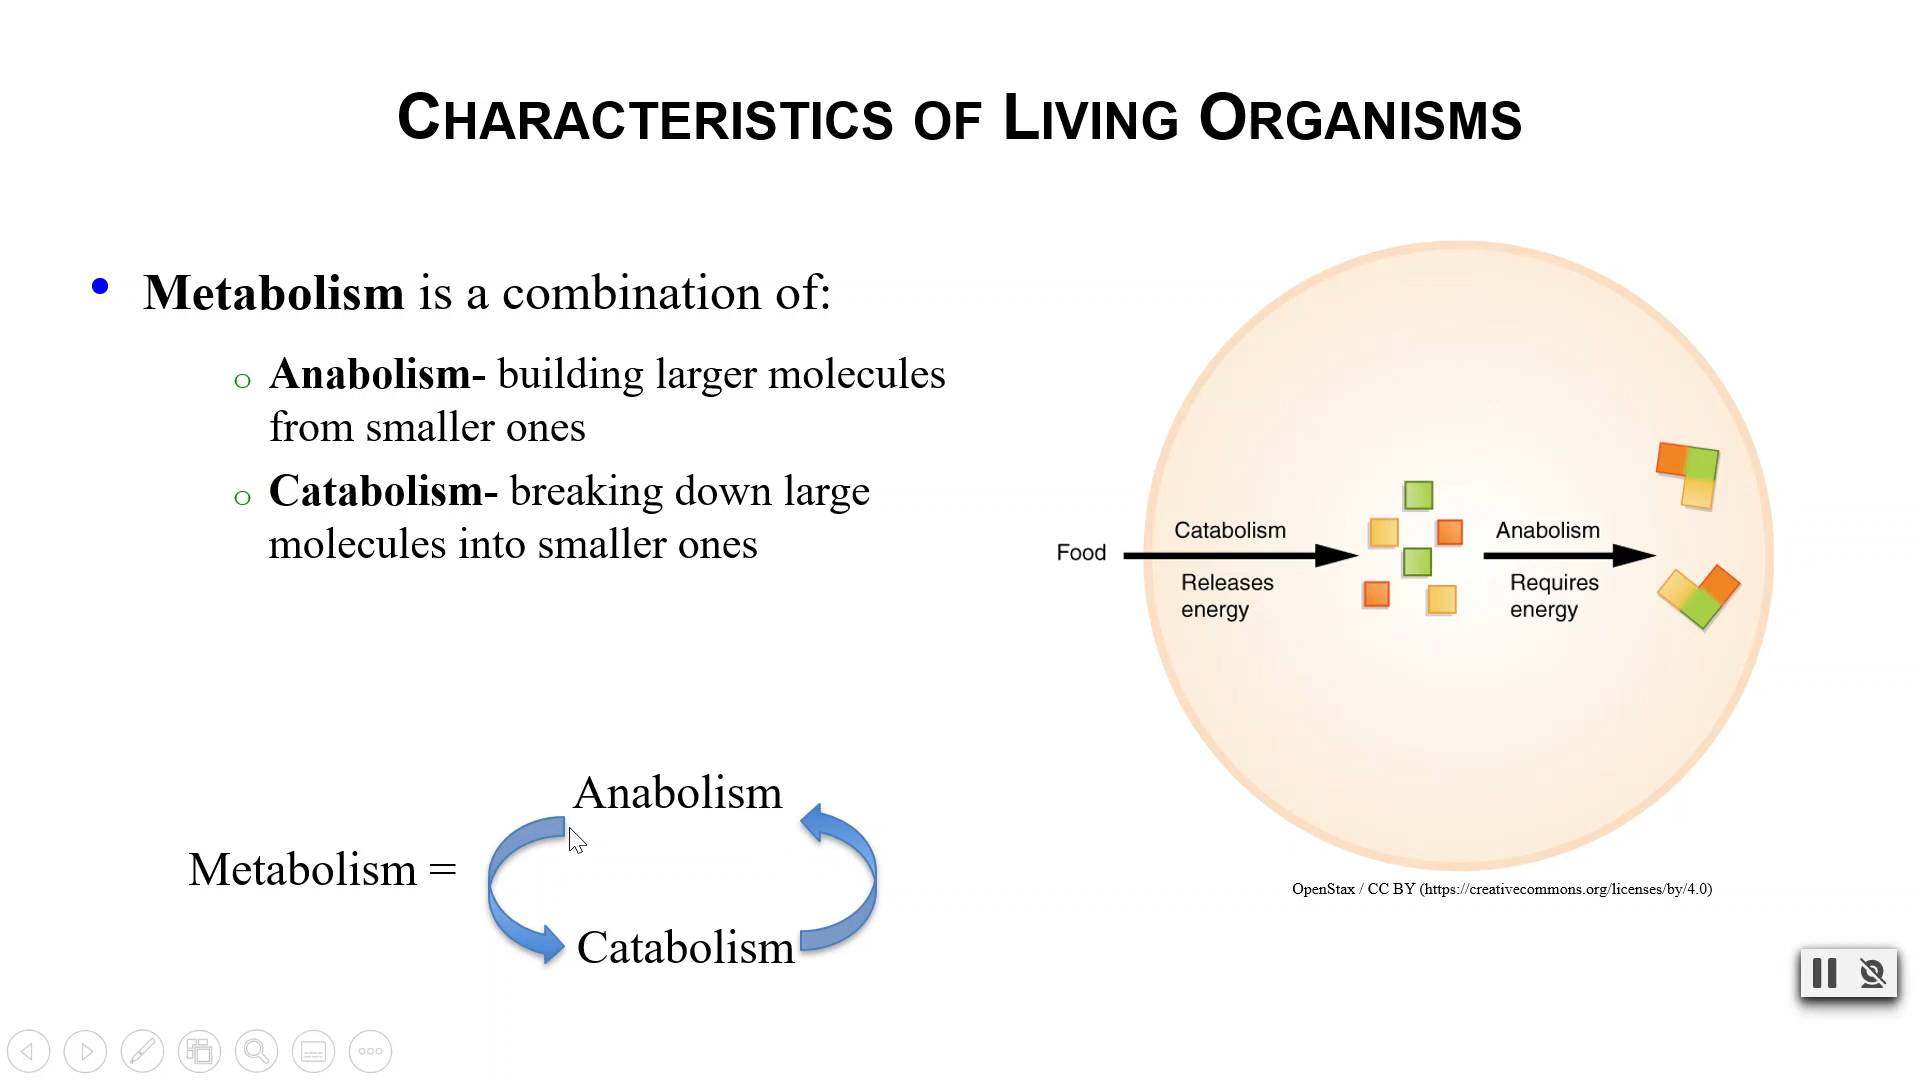 CHARACTERISTICS OF LIVING ORGANISMS
• Metabolism is a combination of:
o Anabolism- building larger molecules
from smaller ones
o Catabolism- breaking down large
molecules into smaller ones
Food
Catabolism
Releases
energy
Anabolism
Requires
energy
OpenStax / CC BY (https://creativecommons.org/licenses/by/4.0)
Metabolism =
Anabolism
Catabolism